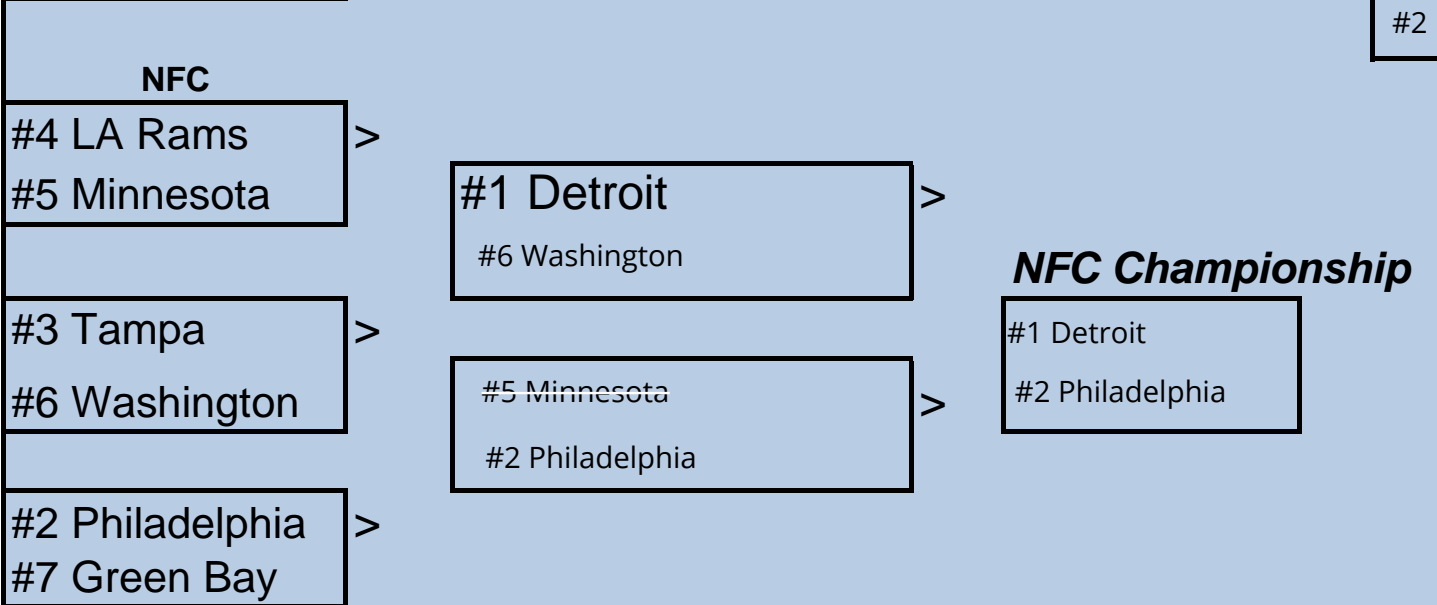 #2
NFC
#4 LA Rams >
#5 Minnesota
#1 Detroit >
#6 Washington
NFC Championship
#3 Tampa >
#6 Washington
#5 Minnesota >
#2 Philadelphia
#1 Detroit
#2 Philadelphia
#2 Philadelphia >
#7 Green Bay